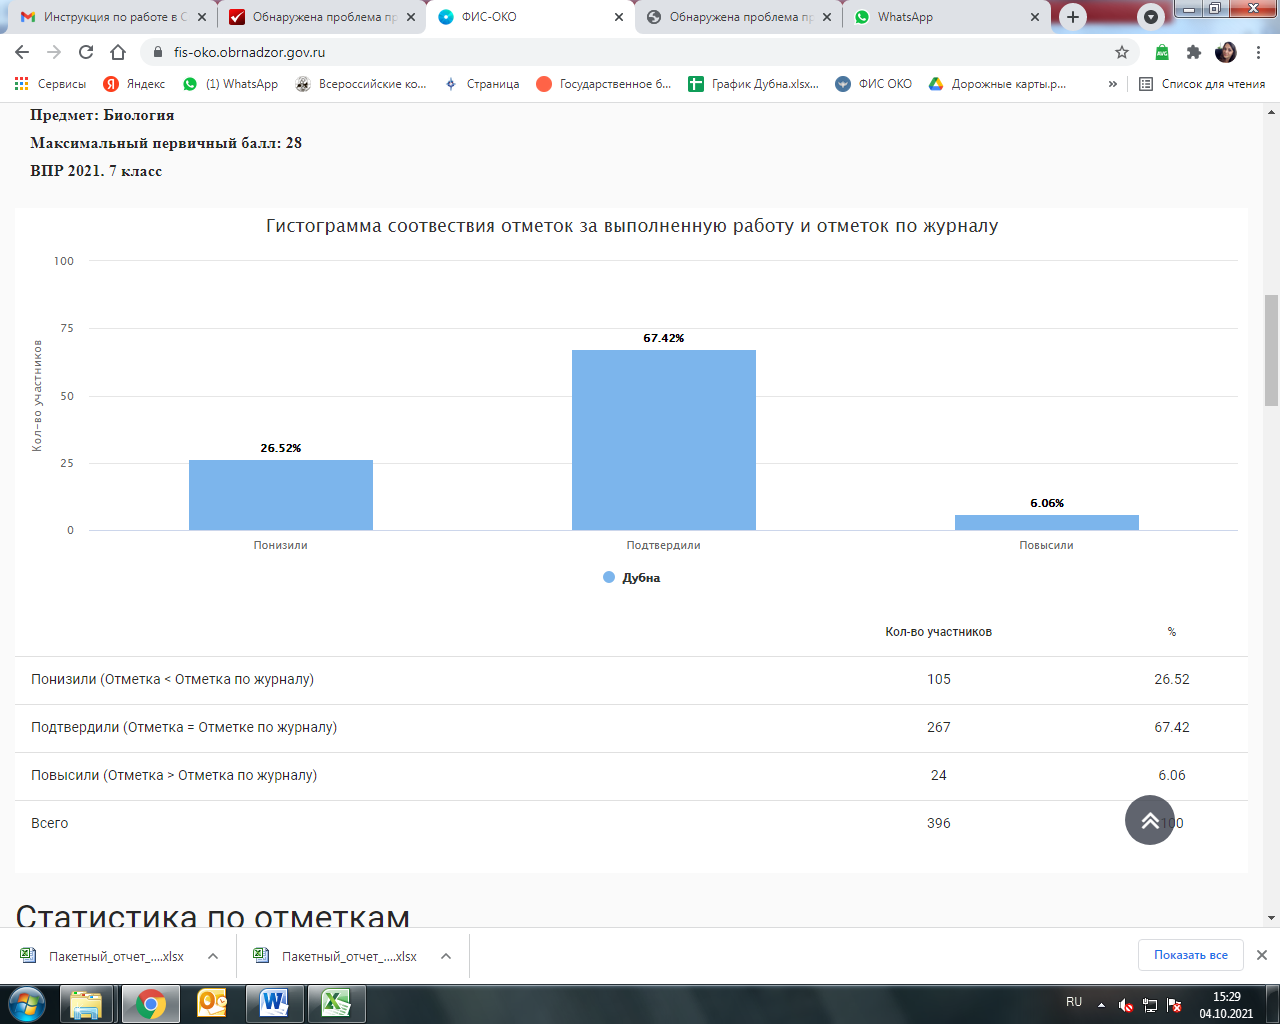 Инструкция по работе в С
Обнаружена проблема пр
ФИС-ОКО
Обнаружена проблема пр
WhatsApp
fis-oko.obrnadzor.gov.ru
Сервисы
Яндекс
(1) WhatsApp
Всероссийские ко...
Страница
Государственное б...
График Дубна.xlsx...
ФИС ОКО
Дорожные карты.p...
»
Список для чтения
Предмет: Биология
Максимальный первичный балл: 28
ВПР 2021. 7 класс
Гистограмма соотвествия отметок за выполненную работу и отметок по журналу
Кол-во участников
100
75
50
25
0
26.52%
67.42%
6.06%
Понизили
Подтвердили
Повысили
Дубна
Кол-во участников %
Понизили (Отметка < Отметка по журналу) 105 26.52
Подтвердили (Отметка = Отметке по журналу) 267 67.42
Повысили (Отметка > Отметка по журналу) 24 6.06
Всего 396 100
Статистика по отметкам
Пакетный_отчет_....xlsx
Пакетный_отчет_....xlsx
Показать все
RU
15:29
04.10.2021